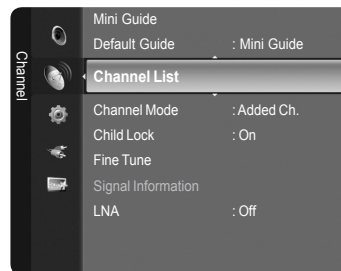 Channel
Mini Guide
Default Guide : Mini Guide
Channel List
Channel Mode : Added Ch.
Child Lock : On
Fine Tune
Signal Information
LNA : Off